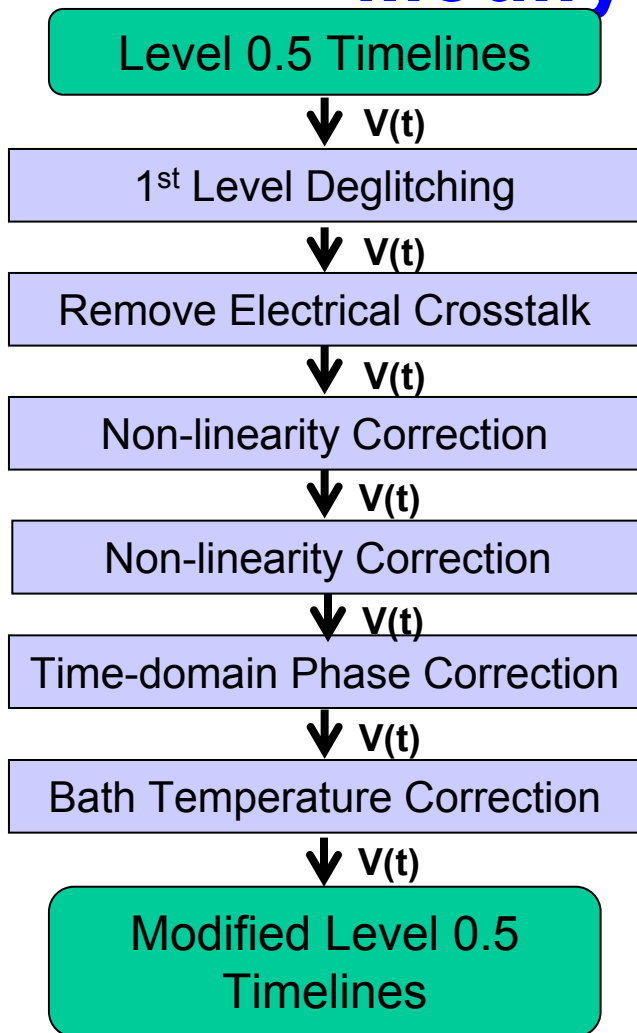 Level 0.5 Timelines
V(t)
1st Level Deglitching
V(t)
Remove Electrical Crosstalk
V(t)
Non-linearity Correction
V(t)
Non-linearity Correction
V(t)
Time-domain Phase Correction
V(t)
Bath Temperature Correction
V(t)
Modified Level 0.5
Timelines